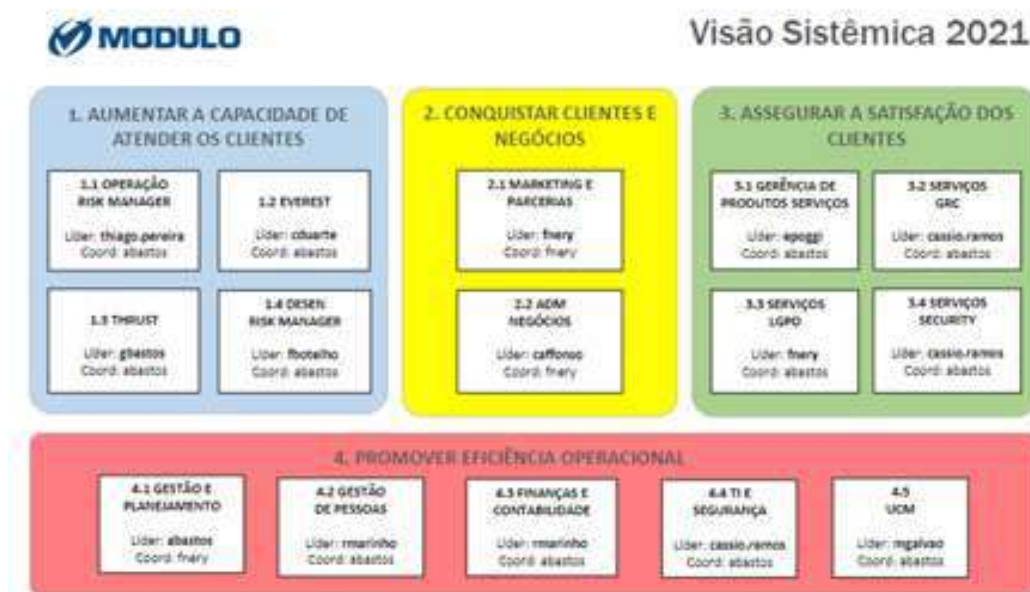 MODULO
Visão Sistêmica 2021
1. AUMENTAR A CAPACIDADE DE
ATENDER OS CLIENTES
1.1 OPERAÇÃO
RISK MANAGER
Líder: thiago.pereira
Coord: abastos
1.2 EVEREST
Líder: cduarte
Coord: abastos
1.3 THRUST
Líder: gbastos
Coord: abastos
1.4 DESEN
RISK MANAGER
Líder: fbotelho
Coord: abastos
2. CONQUISTAR CLIENTES E
NEGÓCIOS
2.1 MARKETING E
PARCERIAS
Líder: fnery
Coord: fnery
2.2 ADM
NEGÓCIOS
Líder: caffonso
Coord: fnery
3. ASSEGURAR A SATISFAÇÃO DOS
CLIENTES
3.1 GERÊNCIA DE
PRODUTOS SERVIÇOS
Líder: epoggi
Coord: abastos
3.2 SERVIÇOS
GRC
Líder: cassio.ramos
Coord: abastos
3.3 SERVIÇOS
LGPD
Líder: fnery
Coord: abastos
3.4 SERVIÇOS
SECURITY
Líder: cassio.ramos
Coord: abastos
4. PROMOVER EFICIÊNCIA OPERACIONAL
4.1 GESTÃO E
PLANEJAMENTO
Líder: abastos
Coord: fnery
4.2 GESTÃO
DE PESSOAS
Líder: rmarinho
Coord: abastos
4.3 FINANÇAS E
CONTABILIDADE
Líder: rmarinho
Coord: abastos
4.4 TI E
SEGURANÇA
Líder: cassio.ramos
Coord: abastos
4.5
UCM
Líder: mgalvao
Coord: abastos